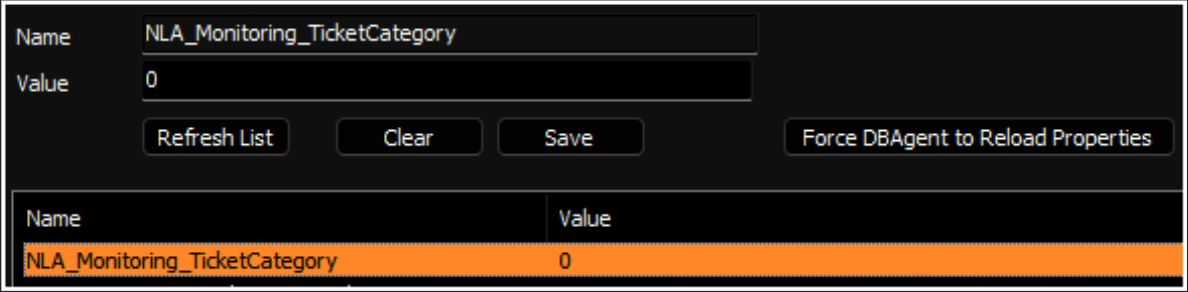 Name NLA_Monitoring_TicketCategory
Value 0
Refresh List Clear Save Force DBAgent to Reload Properties
Name Value
NLA_Monitoring_TicketCategory 0